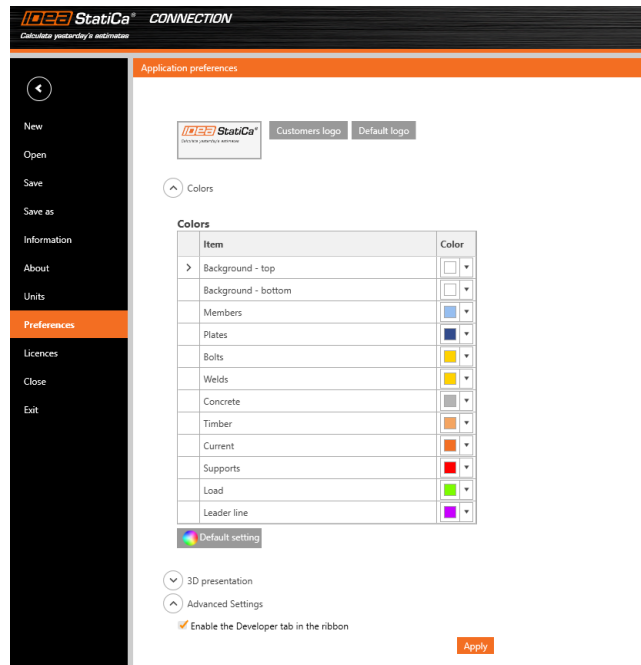 IDEA StatiCa® CONNECTION
Calculate yesterday's estimates
Application preferences
New
Open
Save
Save as
Information
About
Units
Preferences
Licences
Close
Exit
IDEA StatiCa®
Calculate yesterday's estimates
Customers logo Default logo
Colors
Colors
Item Color
Background - top
Background - bottom
Members
Plates
Bolts
Welds
Concrete
Timber
Current
Supports
Load
Leader line
Default setting
3D presentation
Advanced Settings
Enable the Developer tab in the ribbon
Apply